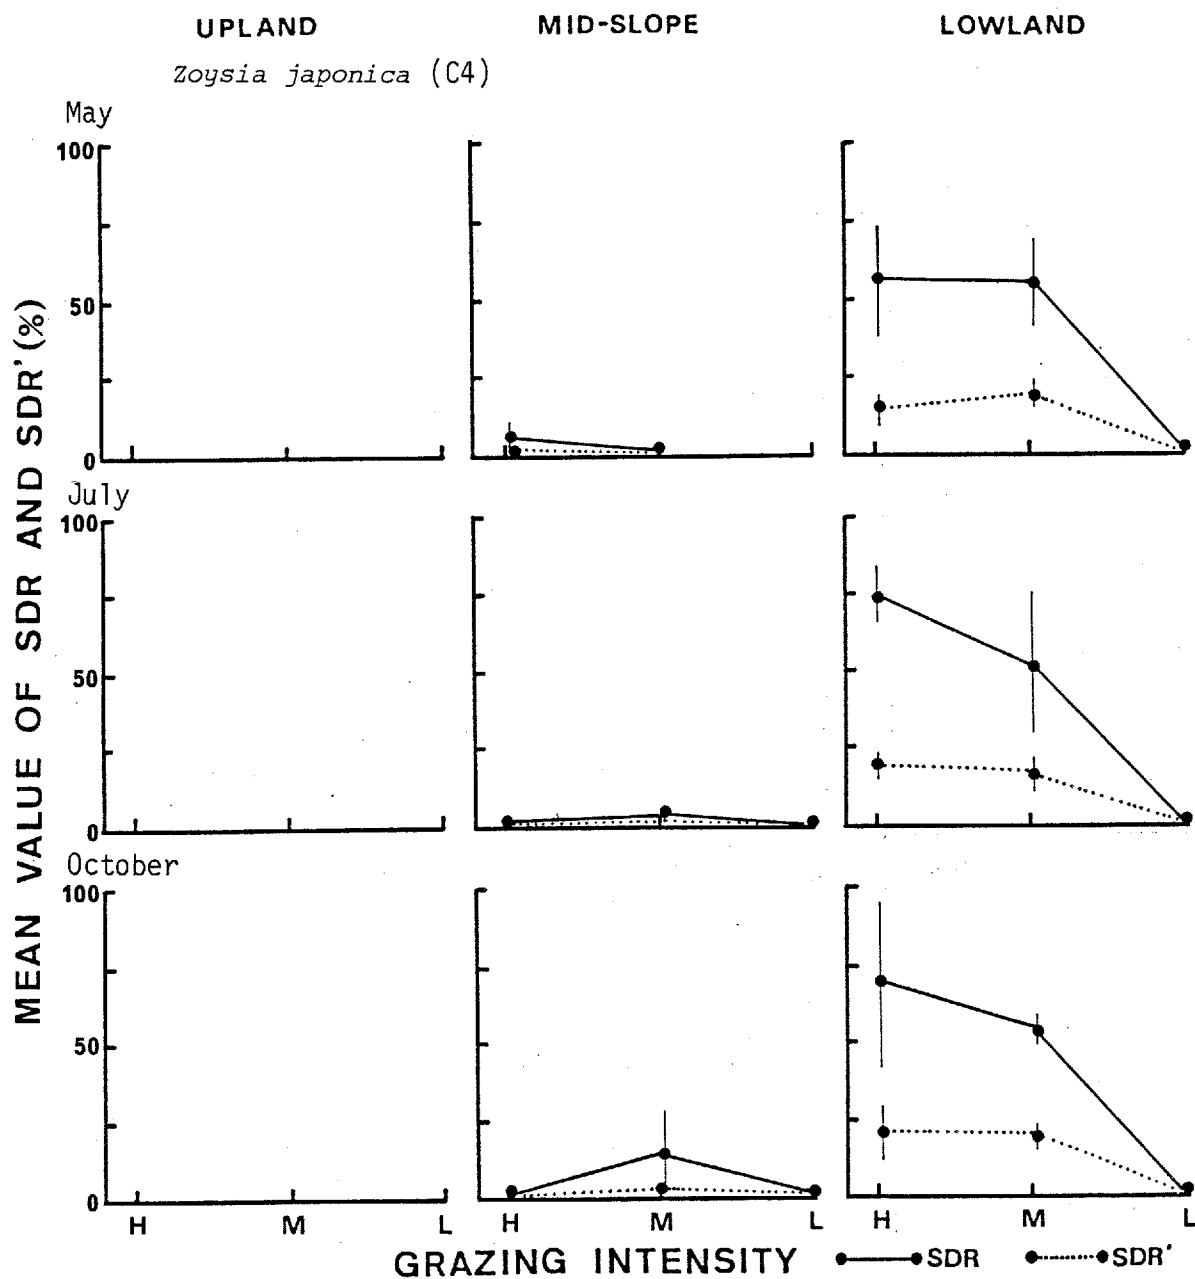 UPLAND MID-SLOPE LOWLAND
Zoysia japonica (C4)
May
100
50
0
July
100
50
0
October
100
50
0
H M L H M L H M L
MEAN VALUE OF SDR AND SDR' (%)
GRAZING INTENSITY
SDR SDR'